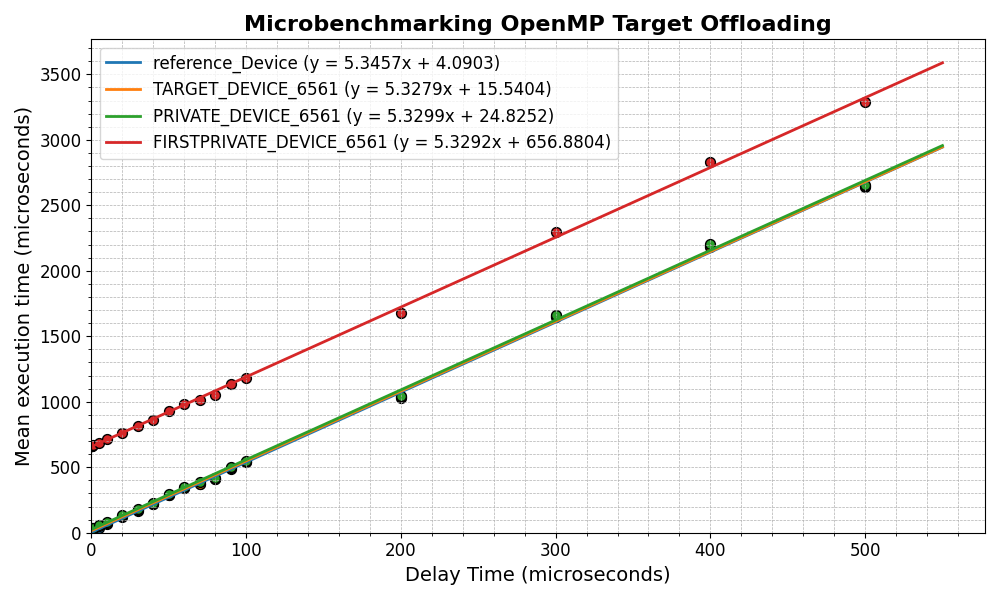 Microbenchmarking OpenMP Target Offloading
reference_Device (y = 5.3457x + 4.0903)
TARGET_DEVICE_6561 (y = 5.3279x + 15.5404)
PRIVATE_DEVICE_6561 (y = 5.3299x + 24.8252)
FIRSTPRIVATE_DEVICE_6561 (y = 5.3292x + 656.8804)
Mean execution time (microseconds)
3500
3000
2500
2000
1500
1000
500
0
0 100 200 300 400 500
Delay Time (microseconds)